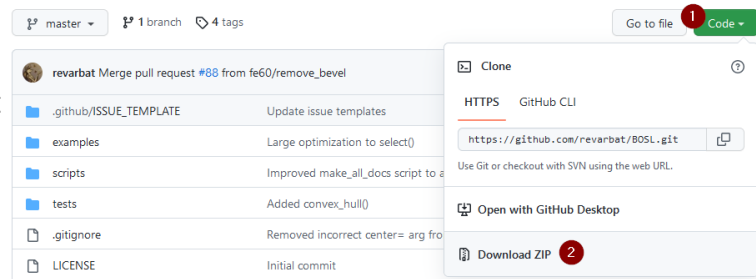 master
1 branch
4 tags
Go to file
1
Code
revarbat Merge pull request #88 from fe60/remove_bevel
.github/ISSUE_TEMPLATE Update issue templates
examples Large optimization to select()
scripts Improved make_all_docs script to a
tests Added convex_hull()
.gitignore Removed incorrect center= arg fro
LICENSE Initial commit
Clone
HTTPS GitHub CLI
https://github.com/revarbat/BOSL.git
Use Git or checkout with SVN using the web URL.
Open with GitHub Desktop
Download ZIP 2